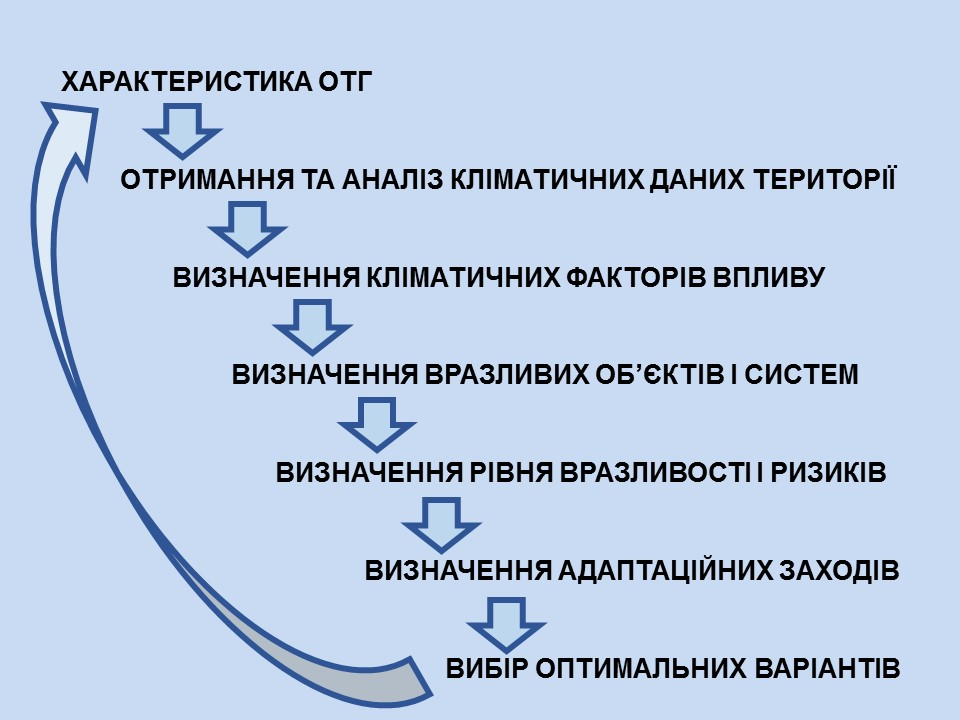 ХАРАКТЕРИСТИКА ОТГ
ОТРИМАННЯ ТА АНАЛІЗ КЛІМАТИЧНИХ ДАНИХ ТЕРИТОРІЇ
ВИЗНАЧЕННЯ КЛІМАТИЧНИХ ФАКТОРІВ ВПЛИВУ
ВИЗНАЧЕННЯ ВРАЗЛИВИХ ОБ’ЄКТІВ І СИСТЕМ
ВИЗНАЧЕННЯ РІВНЯ ВРАЗЛИВОСТІ І РИЗИКІВ
ВИЗНАЧЕННЯ АДАПТАЦІЙНИХ ЗАХОДІВ
ВИБІР ОПТИМАЛЬНИХ ВАРІАНТІВ